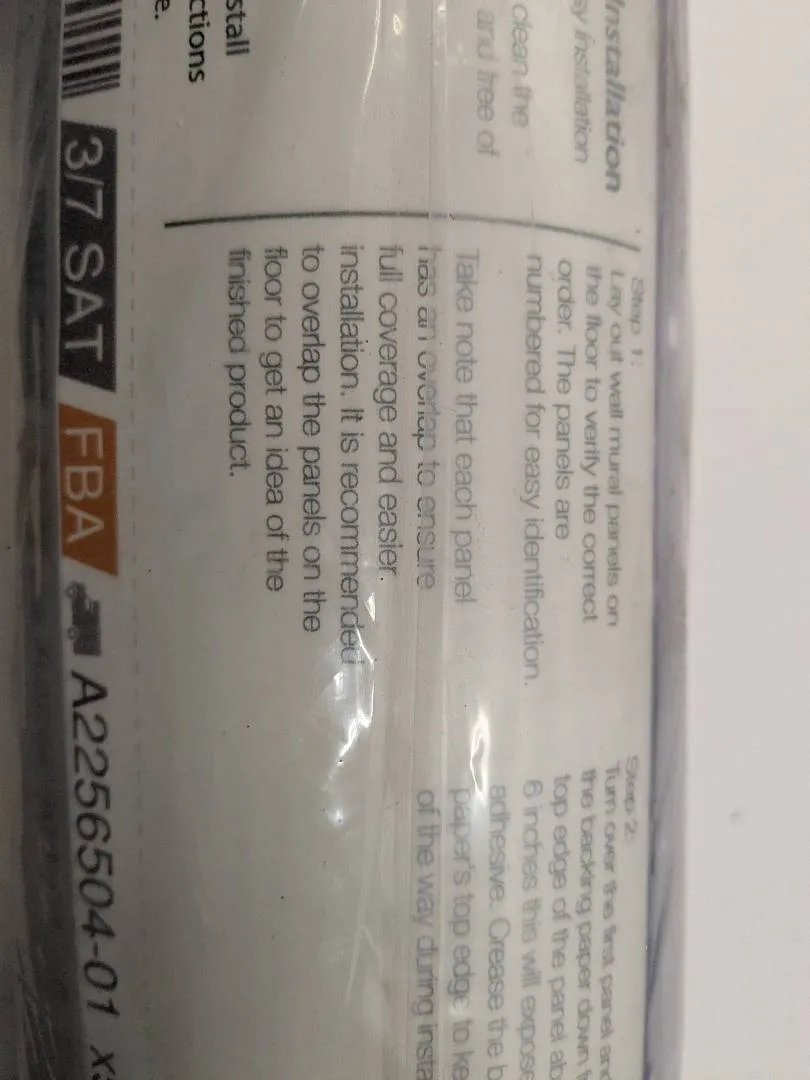 Installation
sy installation
clean the
and free of
stall
ctions
e.
Step 1:
Lay out wall mural panels on
the floor to verify the correct
order. The panels are
numbered for easy identification.
Take note that each panel
has an overlap to ensure
full coverage and easier
installation. It is recommended
to overlap the panels on the
floor to get an idea of the
finished product.
Step 2:
Turn over the first panel and
the backing paper down t
top edge of the panel ab
6 inches this will expose
adhesive. Crease the b
paper's top edge to ke
of the way during insta
3/7 SAT FBA A2256504-01